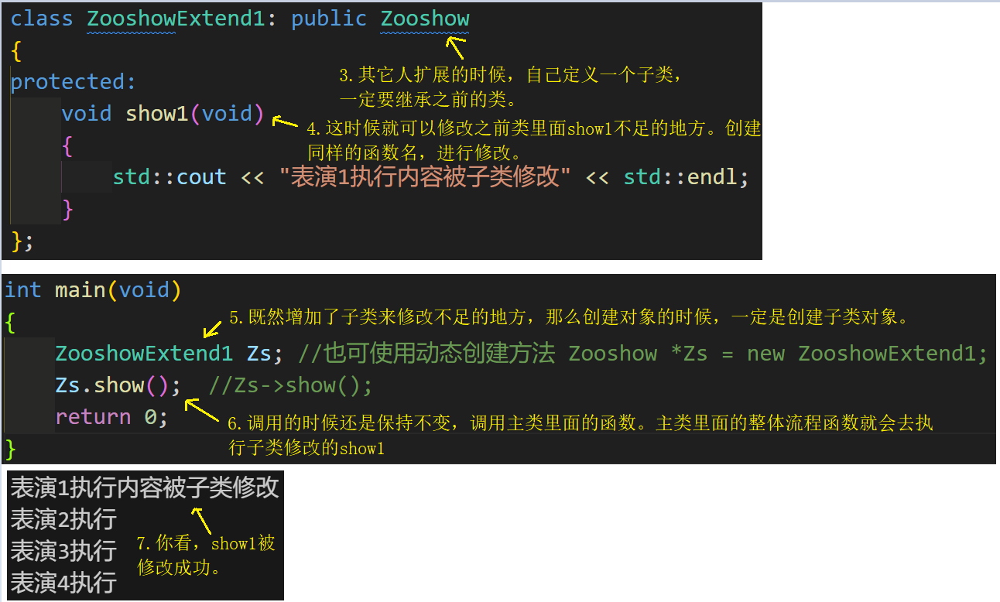 class ZooshowExtend1: public Zooshow
{
3.其它人扩展的时候，自己定义一个子类，
一定要继承之前的类。
protected:
void show1(void)
4.这时候就可以修改之前类里面show1不足的地方。创建
同样的函数名，进行修改。
{
std::cout << "表演1执行内容被子类修改" << std::endl;
}
};
int main(void)
{
5.既然增加了子类来修改不足的地方，那么创建对象的时候，一定是创建子类对象。
ZooshowExtend1 Zs; //也可使用动态创建方法 Zooshow *Zs = new ZooshowExtend1;
Zs.show(); //Zs->show();
return 0;
6.调用的时候还是保持不变，调用主类里面的函数。主类里面的整体流程函数就会去执
行子类修改的show1
}
表演1执行内容被子类修改
表演2执行
表演3执行
表演4执行
7.你看，show1被
修改成功。